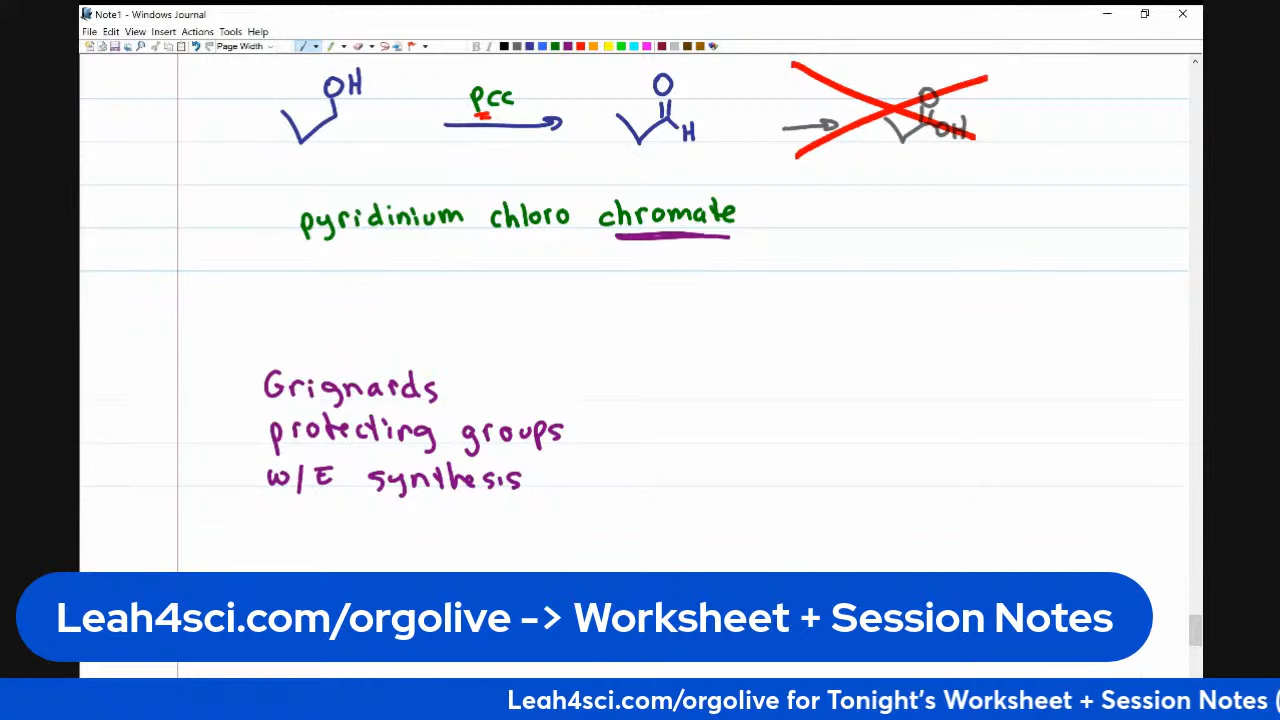 Note1 - Windows Journal
File Edit View Insert Actions Tools Help
Page Width
OH
pcc
O
H
O
OH
pyridinium chloro chromate
Grignards
protecting groups
w/E synthesis
Leah4sci.com/orgolive -> Worksheet + Session Notes
Leah4sci.com/orgolive for Tonight's Worksheet + Session Notes (